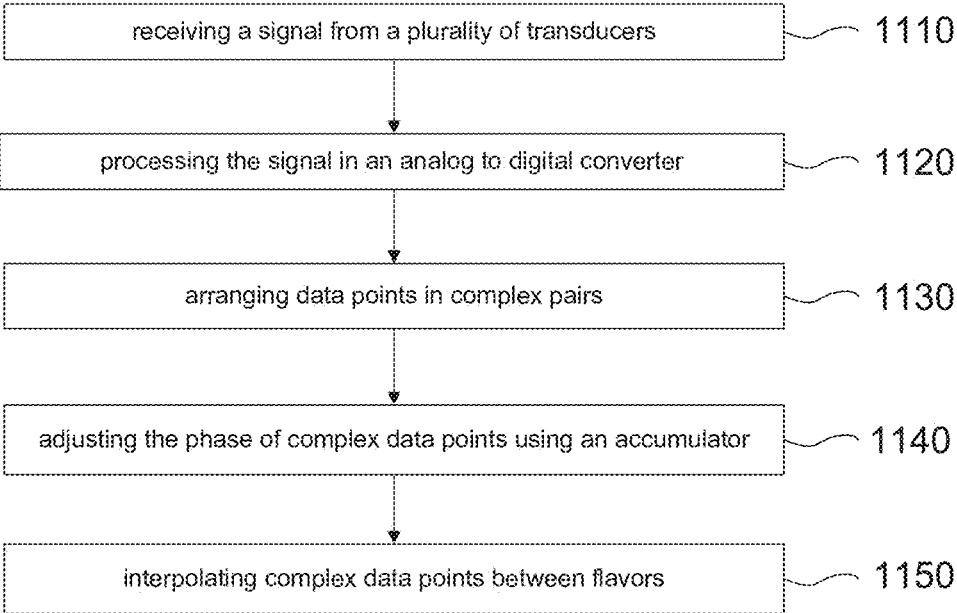 receiving a signal from a plurality of transducers 1110
processing the signal in an analog to digital converter 1120
arranging data points in complex pairs 1130
adjusting the phase of complex data points using an accumulator 1140
interpolating complex data points between flavors 1150